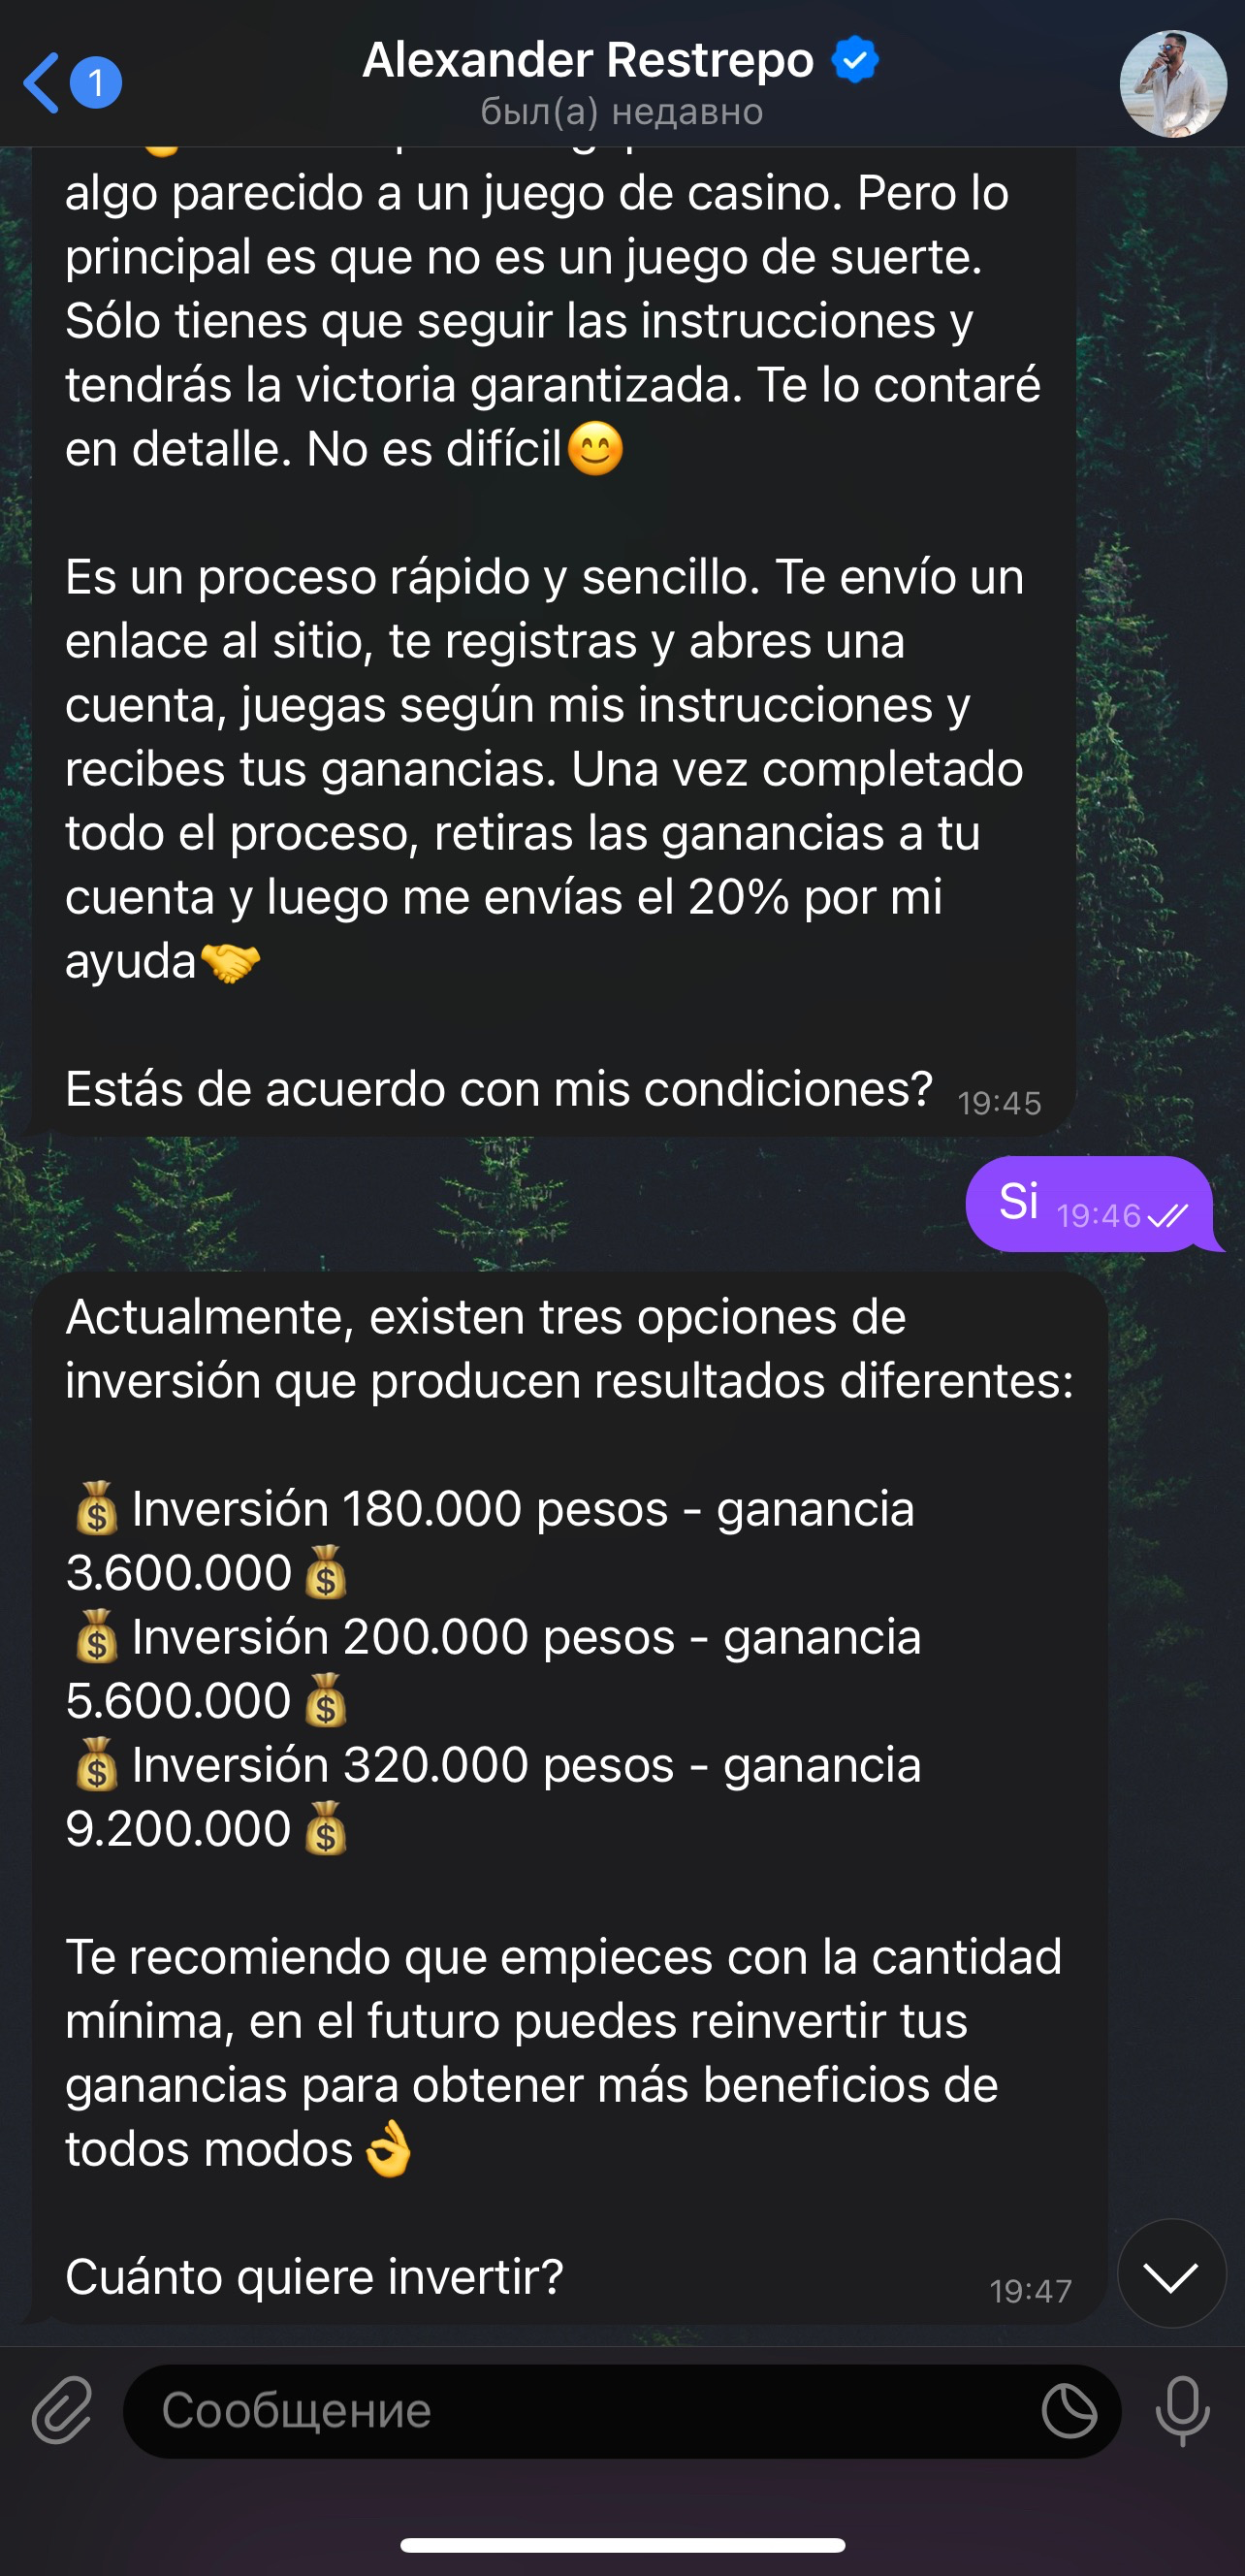 1
Alexander Restrepo
был(а) недавно
algo parecido a un juego de casino. Pero lo
principal es que no es un juego de suerte.
Sólo tienes que seguir las instrucciones y
tendrás la victoria garantizada. Te lo contaré
en detalle. No es difícil😊
Es un proceso rápido y sencillo. Te envío un
enlace al sitio, te registras y abres una
cuenta, juegas según mis instrucciones y
recibes tus ganancias. Una vez completado
todo el proceso, retiras las ganancias a tu
cuenta y luego me envías el 20% por mi
ayuda🤝
Estás de acuerdo con mis condiciones? 19:45
Si 19:46
Actualmente, existen tres opciones de
inversión que producen resultados diferentes:
💰Inversión 180.000 pesos - ganancia
3.600.000💰
💰Inversión 200.000 pesos - ganancia
5.600.000💰
💰Inversión 320.000 pesos - ganancia
9.200.000💰
Te recomiendo que empieces con la cantidad
mínima, en el futuro puedes reinvertir tus
ganancias para obtener más beneficios de
todos modos👌
Cuánto quiere invertir? 19:47
Сообщение